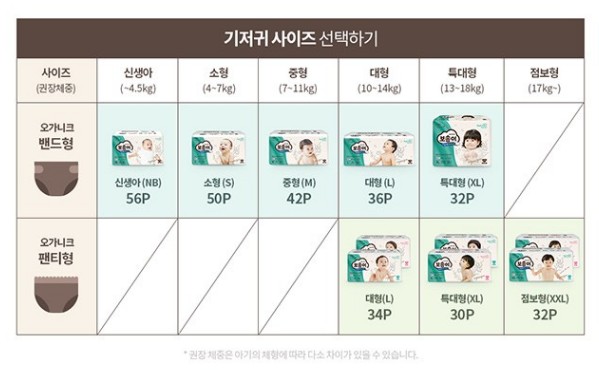 기저귀 사이즈 선택하기
사이즈 신생아 소형 중형 대형 특대형 점보형
(권장체중) (~4.5kg) (4~7kg) (7~11kg) (10~14kg) (13~18kg) (17kg~)
오가니크
밴드형
보솜이 보솜이 보솜이 보솜이 보솜이
신생아(NB) 소형(S) 중형(M) 대형(L) 특대형(XL)
56P 50P 42P 36P 32P
오가니크
팬티형
보솜이 보솜이 보솜이
대형(L) 특대형(XL) 점보형(XXL)
34P 30P 32P
* 권장 체중은 아기의 체형에 따라 다소 차이가 있을 수 있습니다.